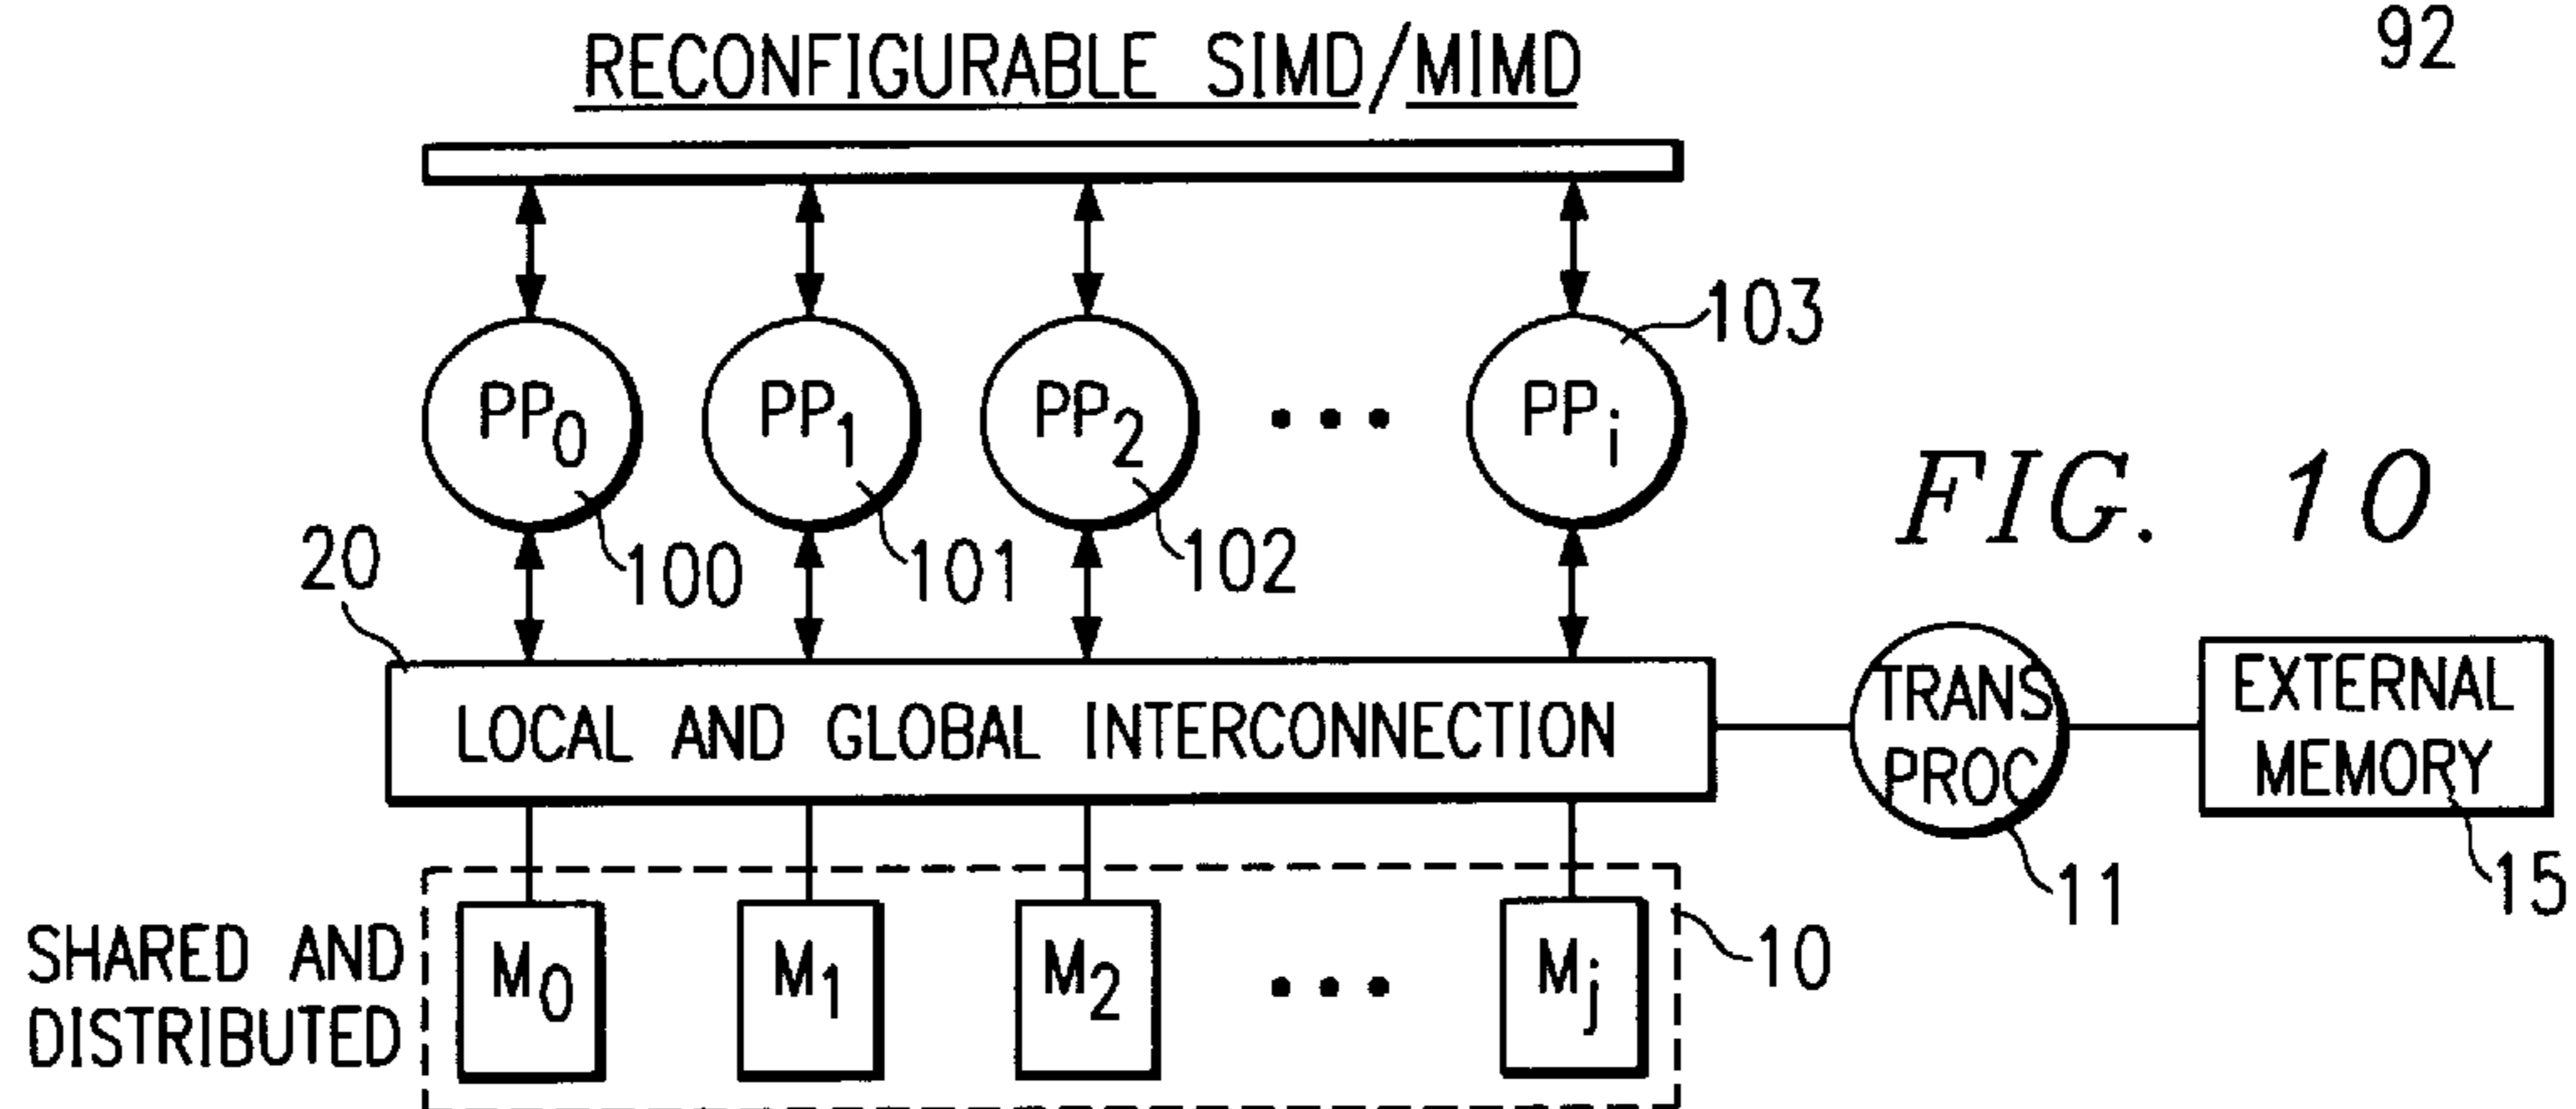 92
RECONFIGURABLE SIMD/MIMD
103
PP0
PP1
PP2
PPi
FIG. 10
20
100
101
102
LOCAL AND GLOBAL INTERCONNECTION
TRANS
PROC
EXTERNAL
MEMORY
11
15
SHARED AND
DISTRIBUTED
M0
M1
M2
Mj
10